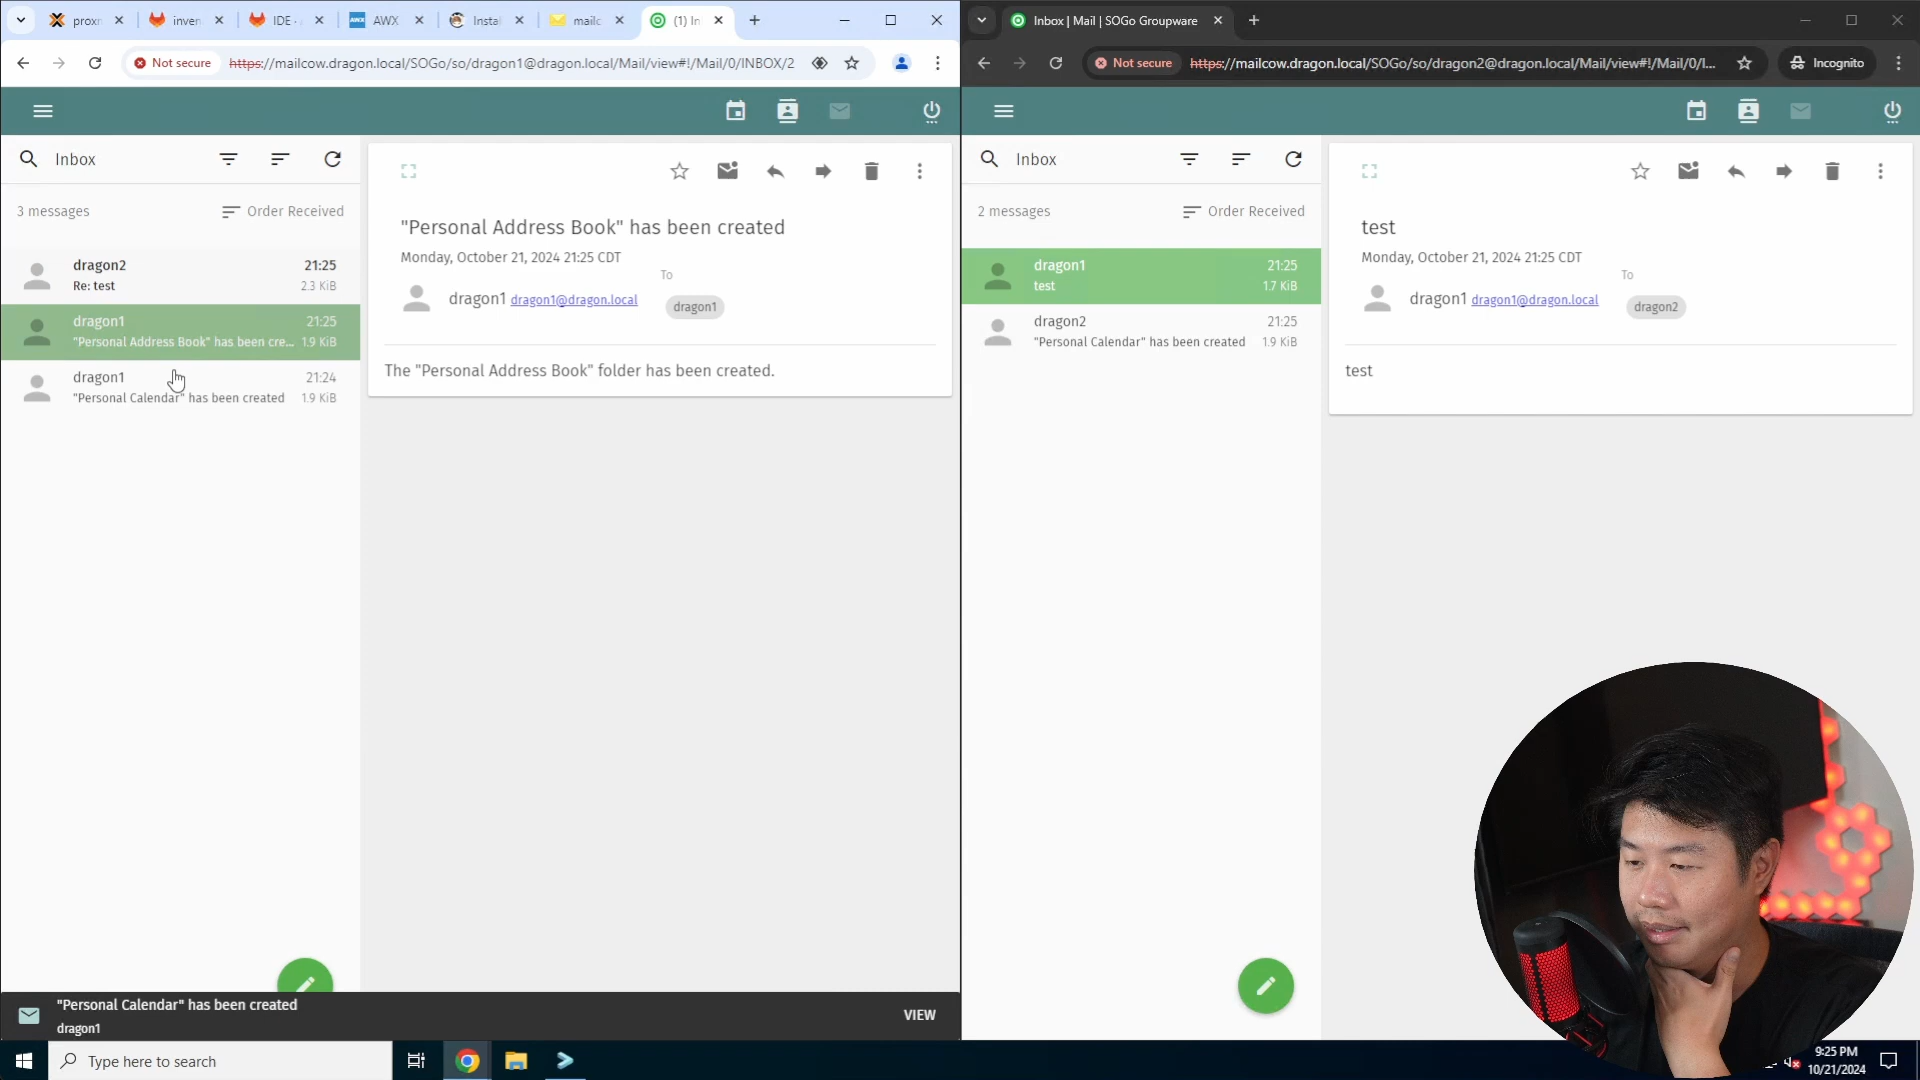 proxm
inven
IDE ·
AWX
AWX
Instal
mailc
(1) In
Inbox | Mail | SOGo Groupware
Not secure
https://mailcow.dragon.local/SOGo/so/dragon1@dragon.local/Mail/view#!/Mail/0/INBOX/2
Not secure
https://mailcow.dragon.local/SOGo/so/dragon2@dragon.local/Mail/view#!/Mail/0/I...
Incognito
Inbox
3 messages
Order Received
dragon2
21:25
Re: test
2.3 KiB
dragon1
21:25
"Personal Address Book" has been cre...
1.9 KiB
dragon1
21:24
"Personal Calendar" has been created
1.9 KiB
"Personal Address Book" has been created
Monday, October 21, 2024 21:25 CDT
To
dragon1 dragon1@dragon.local
dragon1
The "Personal Address Book" folder has been created.
Inbox
2 messages
Order Received
dragon1
21:25
test
1.7 KiB
dragon2
21:25
"Personal Calendar" has been created
1.9 KiB
test
Monday, October 21, 2024 21:25 CDT
To
dragon1 dragon1@dragon.local
dragon2
test
"Personal Calendar" has been created
dragon1
VIEW
Type here to search
9:25 PM
10/21/2024